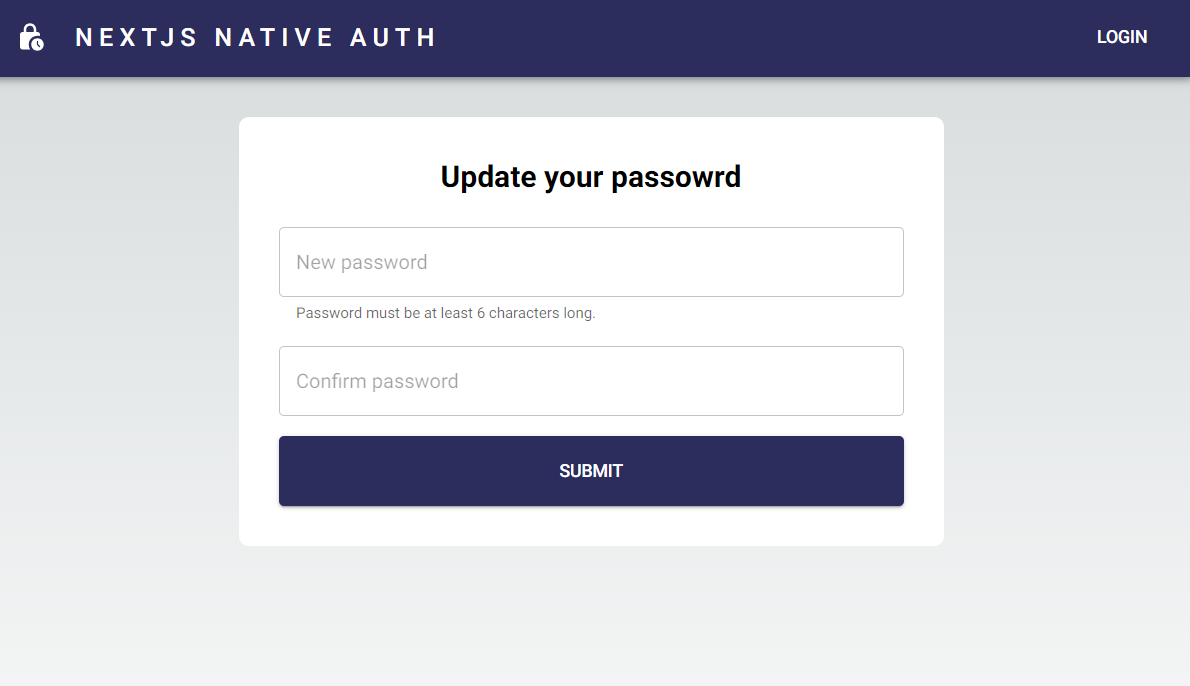 NEXTJS NATIVE AUTH
LOGIN
Update your passowrd
New password
Password must be at least 6 characters long.
Confirm password
SUBMIT